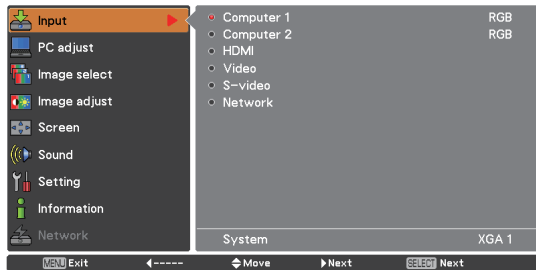 Input
PC adjust
Image select
Image adjust
Screen
Sound
Setting
Information
Network
Computer 1 RGB
Computer 2 RGB
HDMI
Video
S-video
Network
System XGA 1
MENU Exit ◀----- Move Next SELECT Next